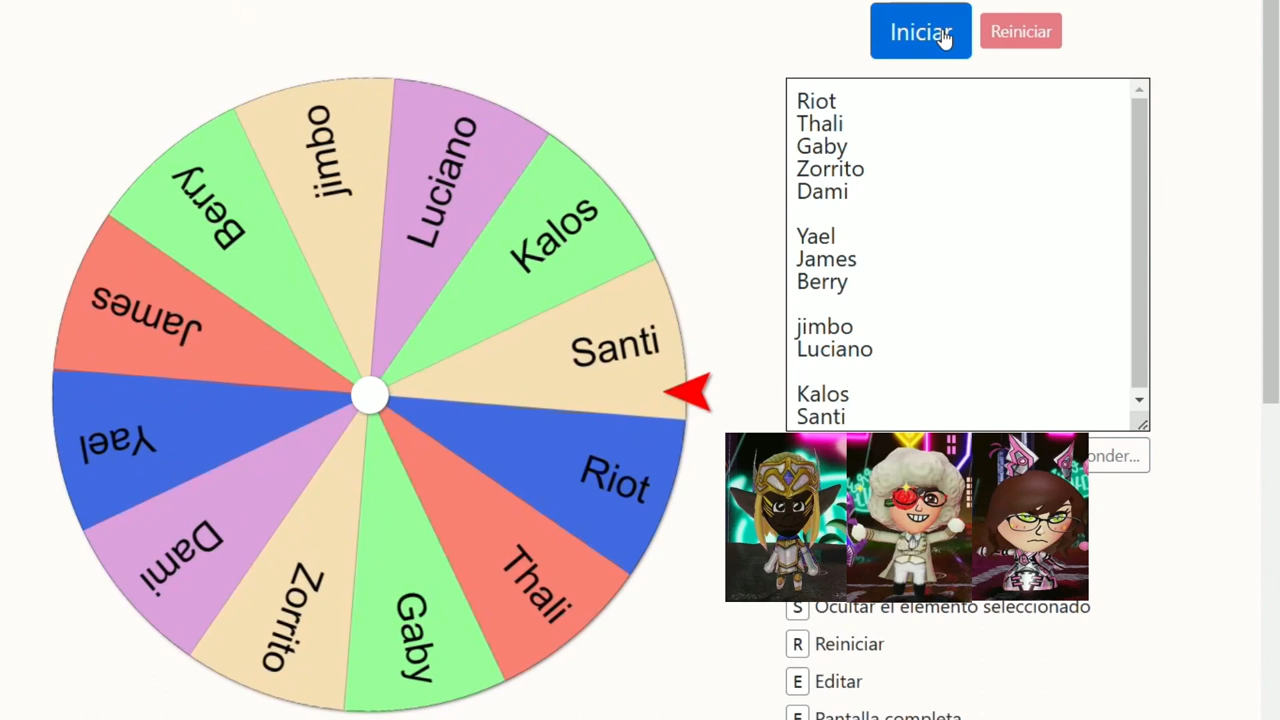 Iniciar
Reiniciar
Riot
Thali
Gaby
Zorrito
Dami
Yael
James
Berry
jimbo
Luciano
Kalos
Santi
jimbo
Luciano
Kalos
Santi
Riot
Thali
Gaby
Zorrito
Dami
Yael
James
Berry
onder...
S Ocultar el elemento seleccionado
R Reiniciar
E Editar
F Pantalla completa